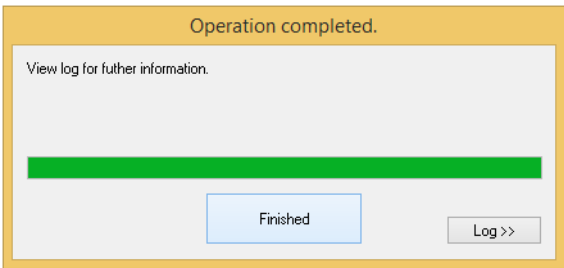 Operation completed.
View log for futher information.
Finished
Log >>